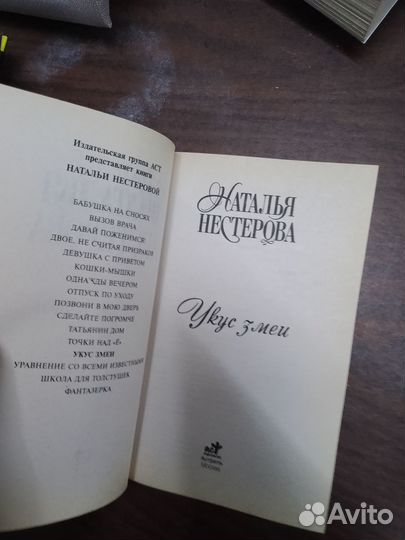 Издательская группа АСТ
представляет книги
НАТАЛЬИ НЕСТЕРОВОЙ
БАБУШКА НА СНОСЯХ
ВЫЗОВ ВРАЧА
ДАВАЙ ПОЖЕНИМСЯ!
ДВОЕ, НЕ СЧИТАЯ ПРИЗРАКОВ
ДЕВУШКА С ПРИВЕТОМ
КОШКИ-МЫШКИ
ОДНАЖДЫ ВЕЧЕРОМ
ОТПУСК ПО УХОДУ
ПОЗВОНИ В МОЮ ДВЕРЬ
СДЕЛАЙТЕ ПОГРОМЧЕ
ТАТЬЯНИН ДОМ
ТОЧКИ НАД «Ё»
УКУС ЗМЕИ
УРАВНЕНИЕ СО ВСЕМИ ИЗВЕСТНЫМИ
ШКОЛА ДЛЯ ТОЛСТУШЕК
ФАНТАЗЕРКА
НАТАЛЬЯ
НЕСТЕРОВА
Укус змеи
аст
Астрель
Москва
Avito